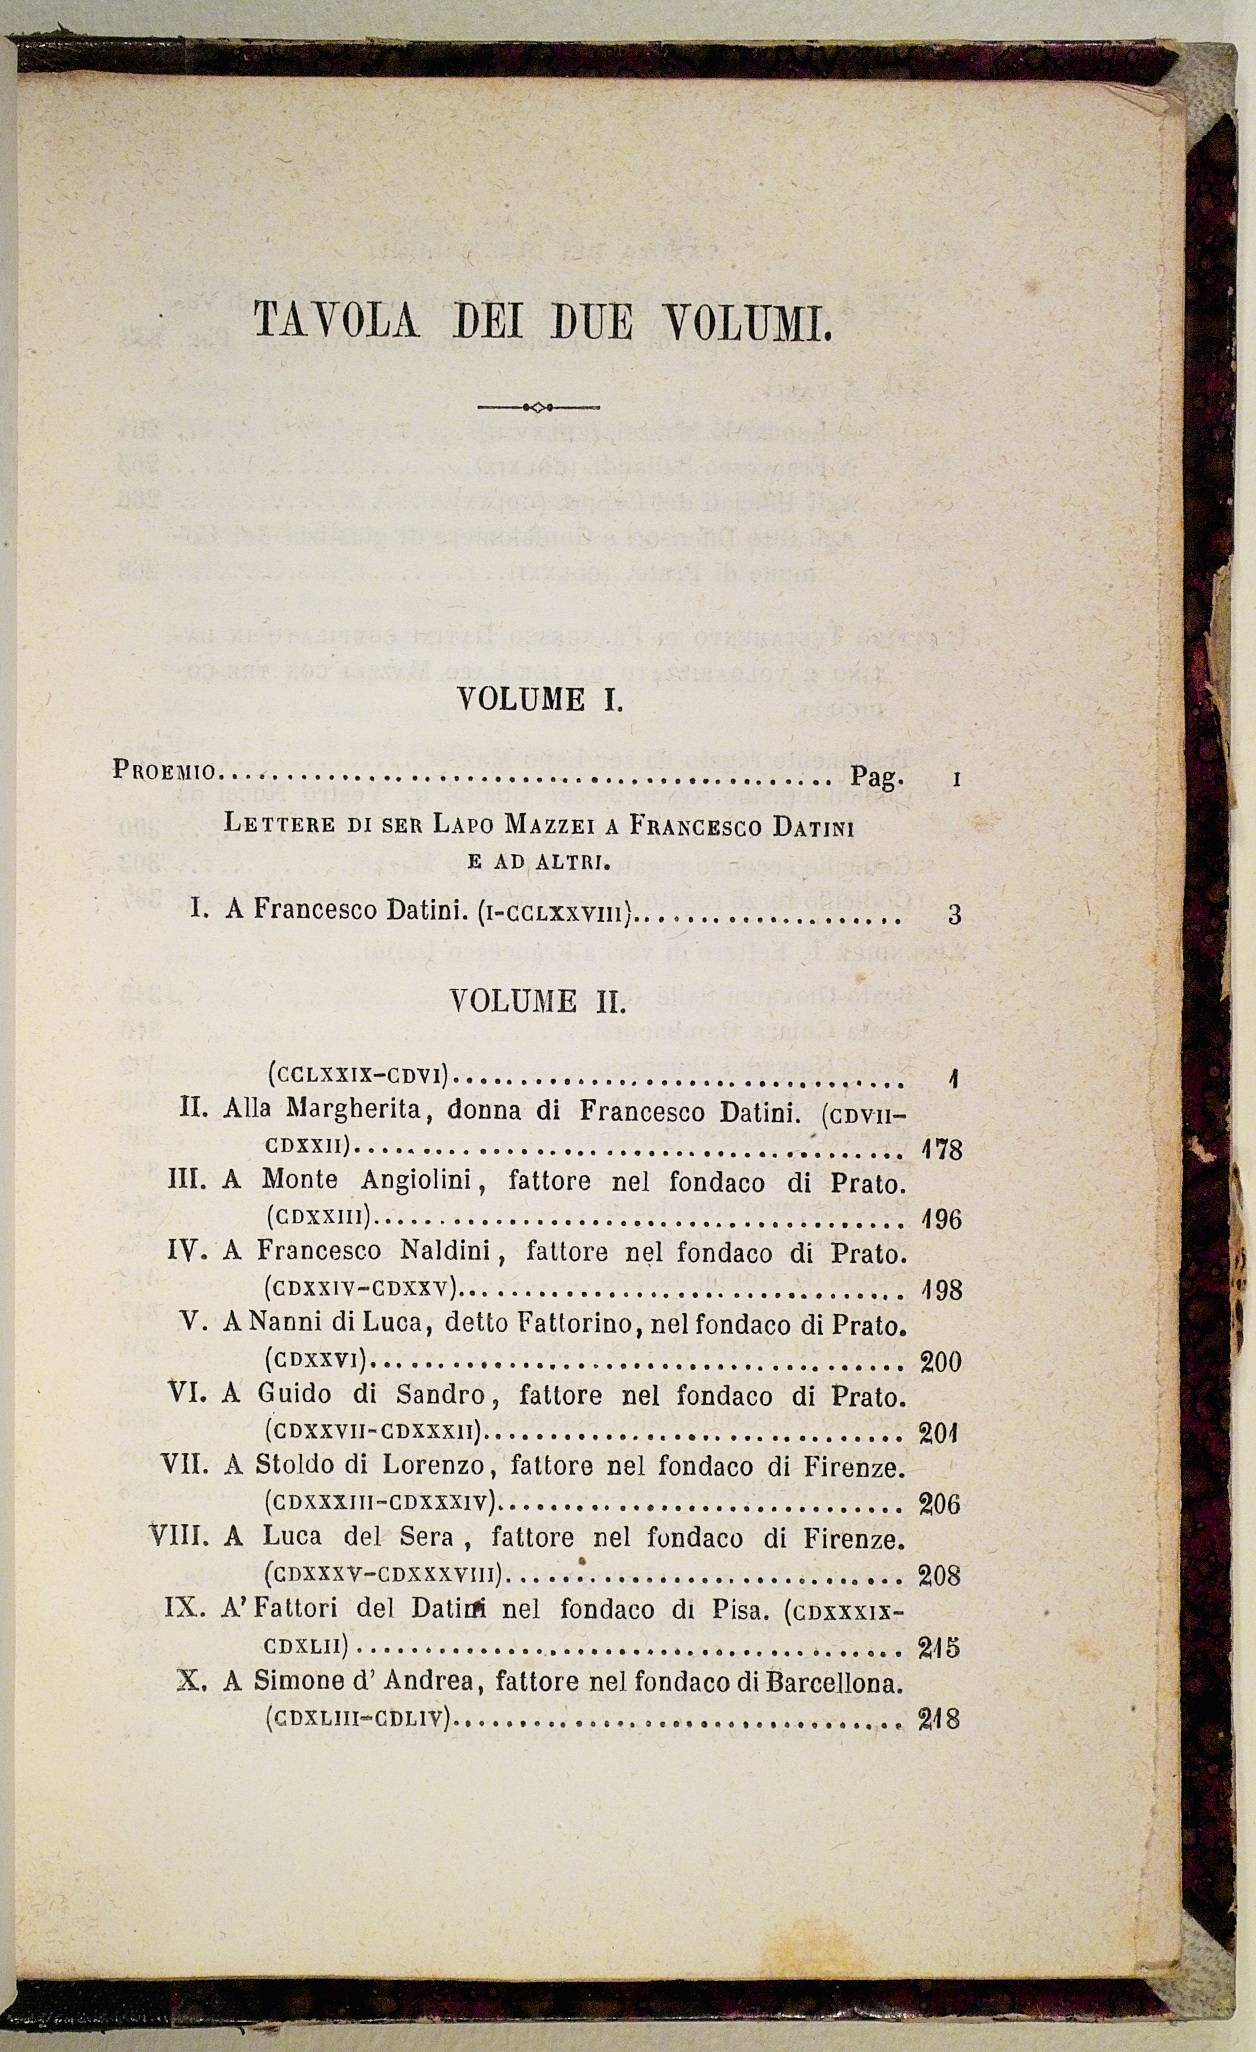 TAVOLA DEI DUE VOLUMI.
VOLUME I.
PROEMIO............................................. Pag. I
LETTERE DI SER LAPO MAZZEI A FRANCESCO DATINI
E AD ALTRI.
I. A Francesco Datini. (I-CCLXXVIII).................... 3
VOLUME II.
(CCLXXIX-CDVI)................................. 1
II. Alla Margherita, donna di Francesco Datini. (CDVII-
CDXXII)........................................ 178
III. A Monte Angiolini, fattore nel fondaco di Prato.
(CDXXIII)...................................... 196
IV. A Francesco Naldini, fattore nel fondaco di Prato.
(CDXXIV-CDXXV)................................ 198
V. A Nanni di Luca, detto Fattorino, nel fondaco di Prato.
(CDXXVI)....................................... 200
VI. A Guido di Sandro, fattore nel fondaco di Prato.
(CDXXVII-CDXXXII).............................. 201
VII. A Stoldo di Lorenzo, fattore nel fondaco di Firenze.
(CDXXXIII-CDXXXIV)............................. 206
VIII. A Luca del Sera, fattore nel fondaco di Firenze.
(CDXXXV-CDXXXVIII)............................. 208
IX. A' Fattori del Datini nel fondaco di Pisa. (CDXXXIX-
CDXLII)........................................ 215
X. A Simone d' Andrea, fattore nel fondaco di Barcellona.
(CDXLIII-CDLIV)................................ 218